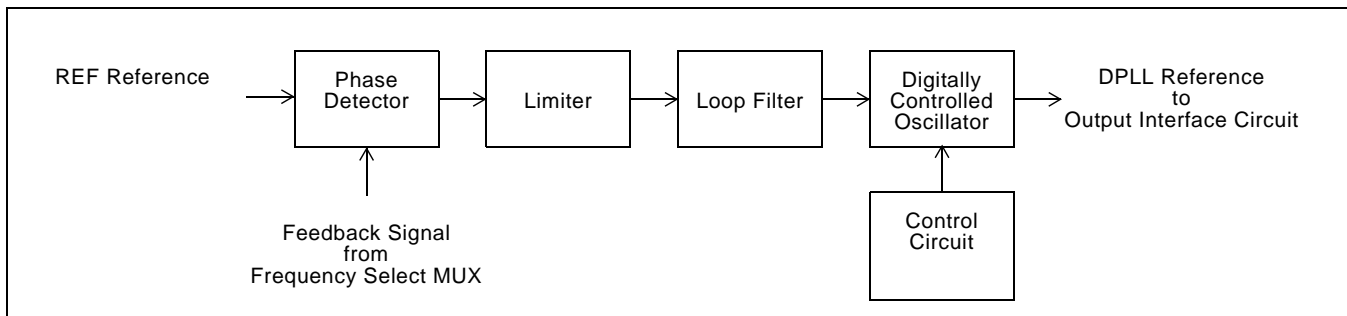 REF Reference
Phase
Detector
Limiter
Loop Filter
Digitally
Controlled
Oscillator
DPLL Reference
to
Output Interface Circuit
Feedback Signal
from
Frequency Select MUX
Control
Circuit